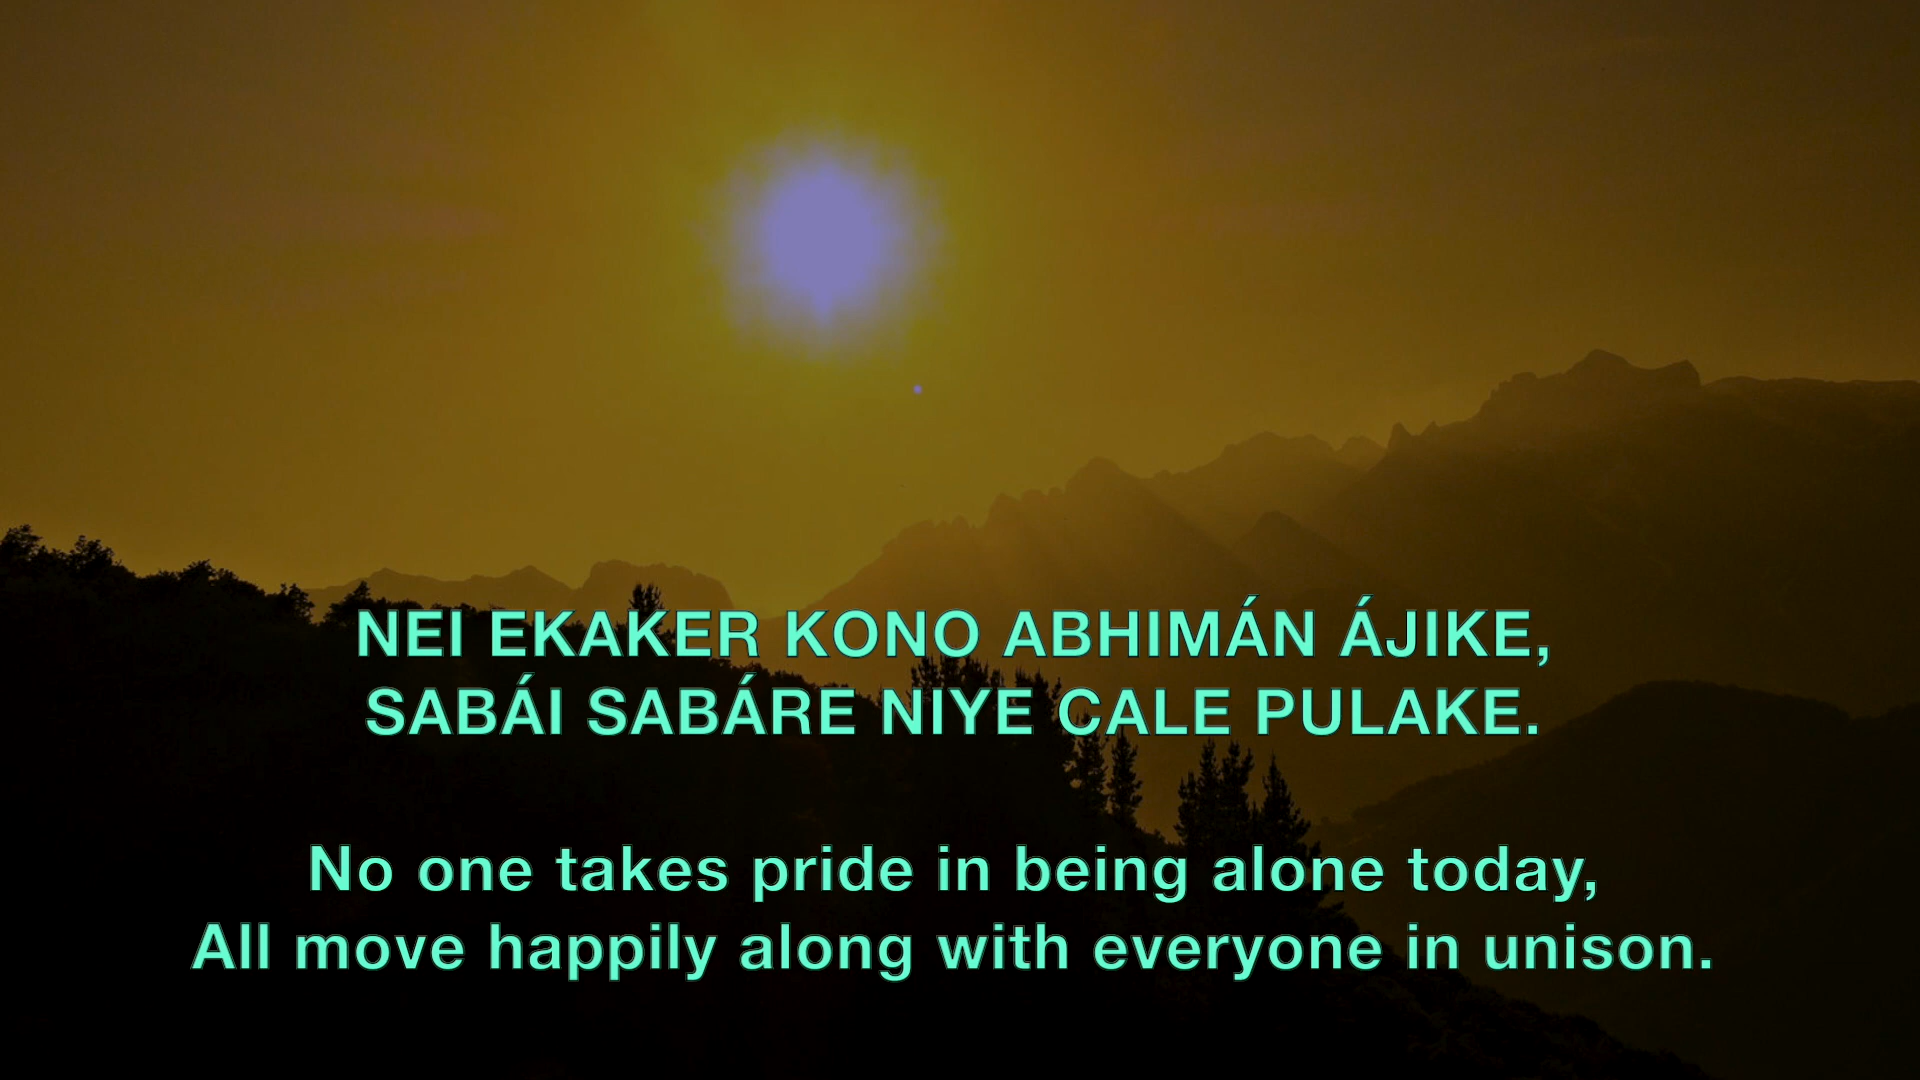 NEI EKAKER KONO ABHIMÁN ÁJIKE,
SABÁI SABÁRE NIYE CALE PULAKE.
No one takes pride in being alone today,
All move happily along with everyone in unison.